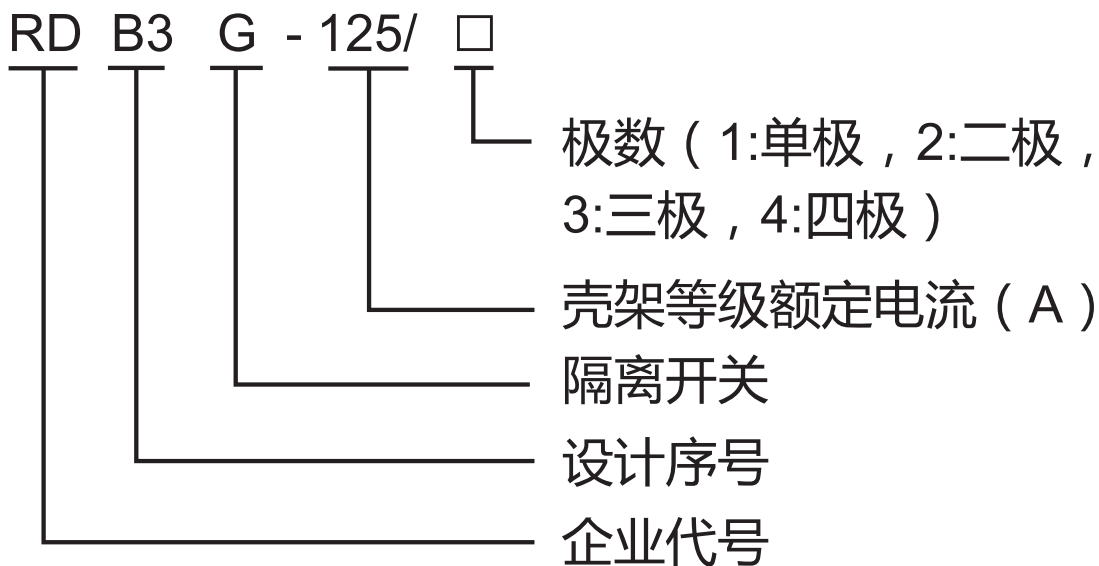 RD B3 G - 125/ □
极数（1:单极，2:二极，
3:三极，4:四极）
壳架等级额定电流（A）
隔离开关
设计序号
企业代号